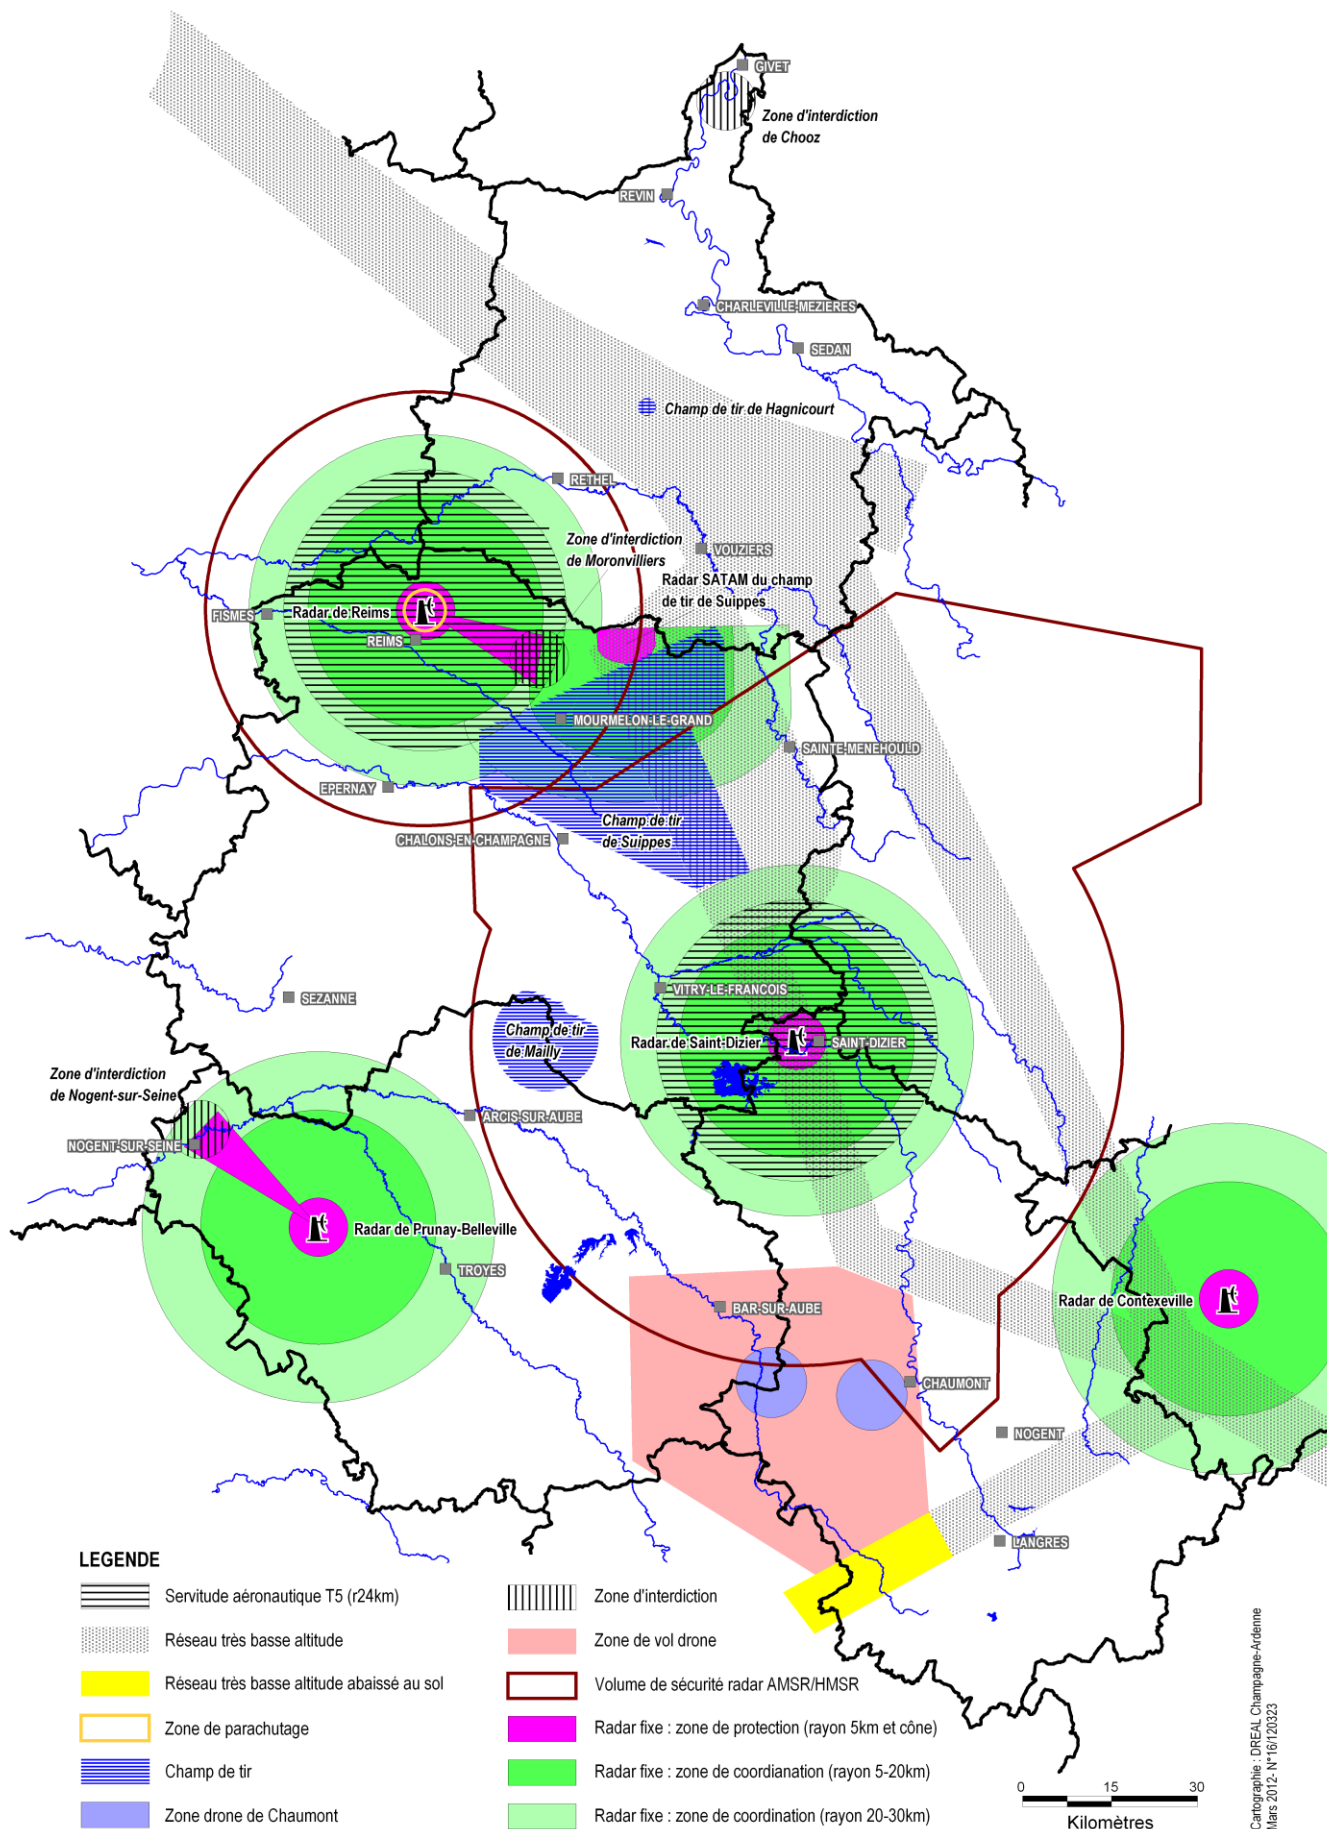 GIVET
Zone d'interdiction
de Chooz
REVIN
CHARLEVILLE-MEZIERES
SEDAN
Champ de tir de Hagnicourt
RETHEL
Zone d'interdiction
de Moronvilliers
VOUZIERS
Radar SATAM du champ
de tir de Suippes
FISMES
Radar de Reims
REIMS
MOURMELON-LE-GRAND
SAINTE-MENEHOULD
EPERNAY
Champ de tir
de Suippes
CHALONS-EN-CHAMPAGNE
SEZANNE
VITRY-LE-FRANCOIS
Champ de tir
de Mailly
Radar de Saint-Dizier
SAINT-DIZIER
Zone d'interdiction
de Nogent-sur-Seine
ARCIS-SUR-AUBE
NOGENT-SUR-SEINE
Radar de Prunay-Belleville
TROYES
BAR-SUR-AUBE
Radar de Contexeville
CHAUMONT
NOGENT
LANGRES
LEGENDE
Servitude aéronautique T5 (r24km)
Réseau très basse altitude
Réseau très basse altitude abaissé au sol
Zone de parachutage
Champ de tir
Zone drone de Chaumont
Zone d'interdiction
Zone de vol drone
Volume de sécurité radar AMSR/HMSR
Radar fixe : zone de protection (rayon 5km et cône)
Radar fixe : zone de coordianation (rayon 5-20km)
Radar fixe : zone de coordination (rayon 20-30km)
0 15 30
Kilomètres
Cartographie : DREAL Champagne-Ardenne
Mars 2012- N°16/120323